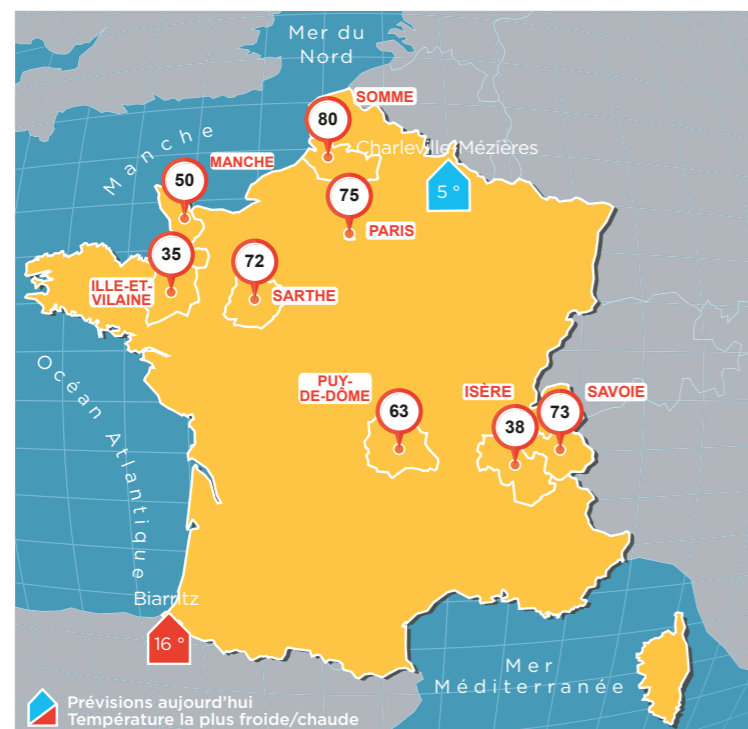 Mer du
Nord
SOMME
80
Charleville-Mézières
Manche
MANCHE
50
75
5 °
PARIS
35
72
ILLE-ET-
VILAINE
SARTHE
Océan Atlantique
PUY-
DE-DÔME
ISÈRE
SAVOIE
63
38
73
Biarritz
16 °
Mer
Méditerranée
Prévisions aujourd'hui
Température la plus froide/chaude